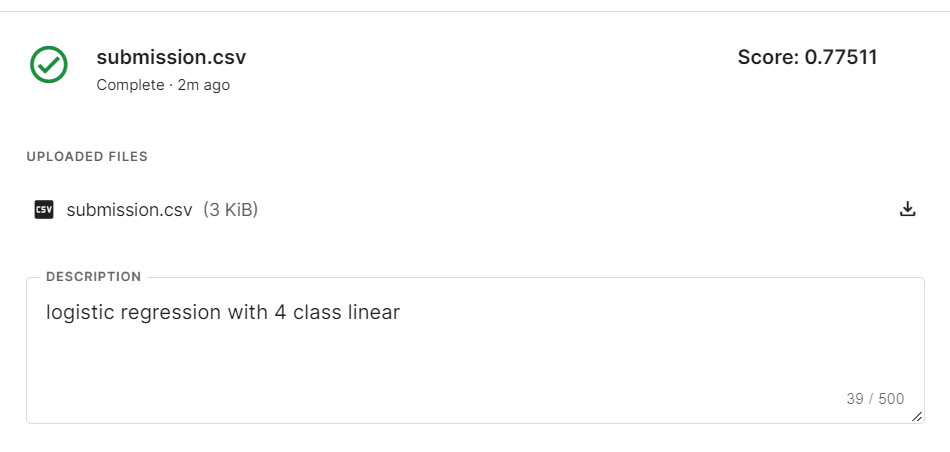 submission.csv
Score: 0.77511
Complete · 2m ago
UPLOADED FILES
CSV submission.csv (3 KiB)
DESCRIPTION
logistic regression with 4 class linear
39 / 500